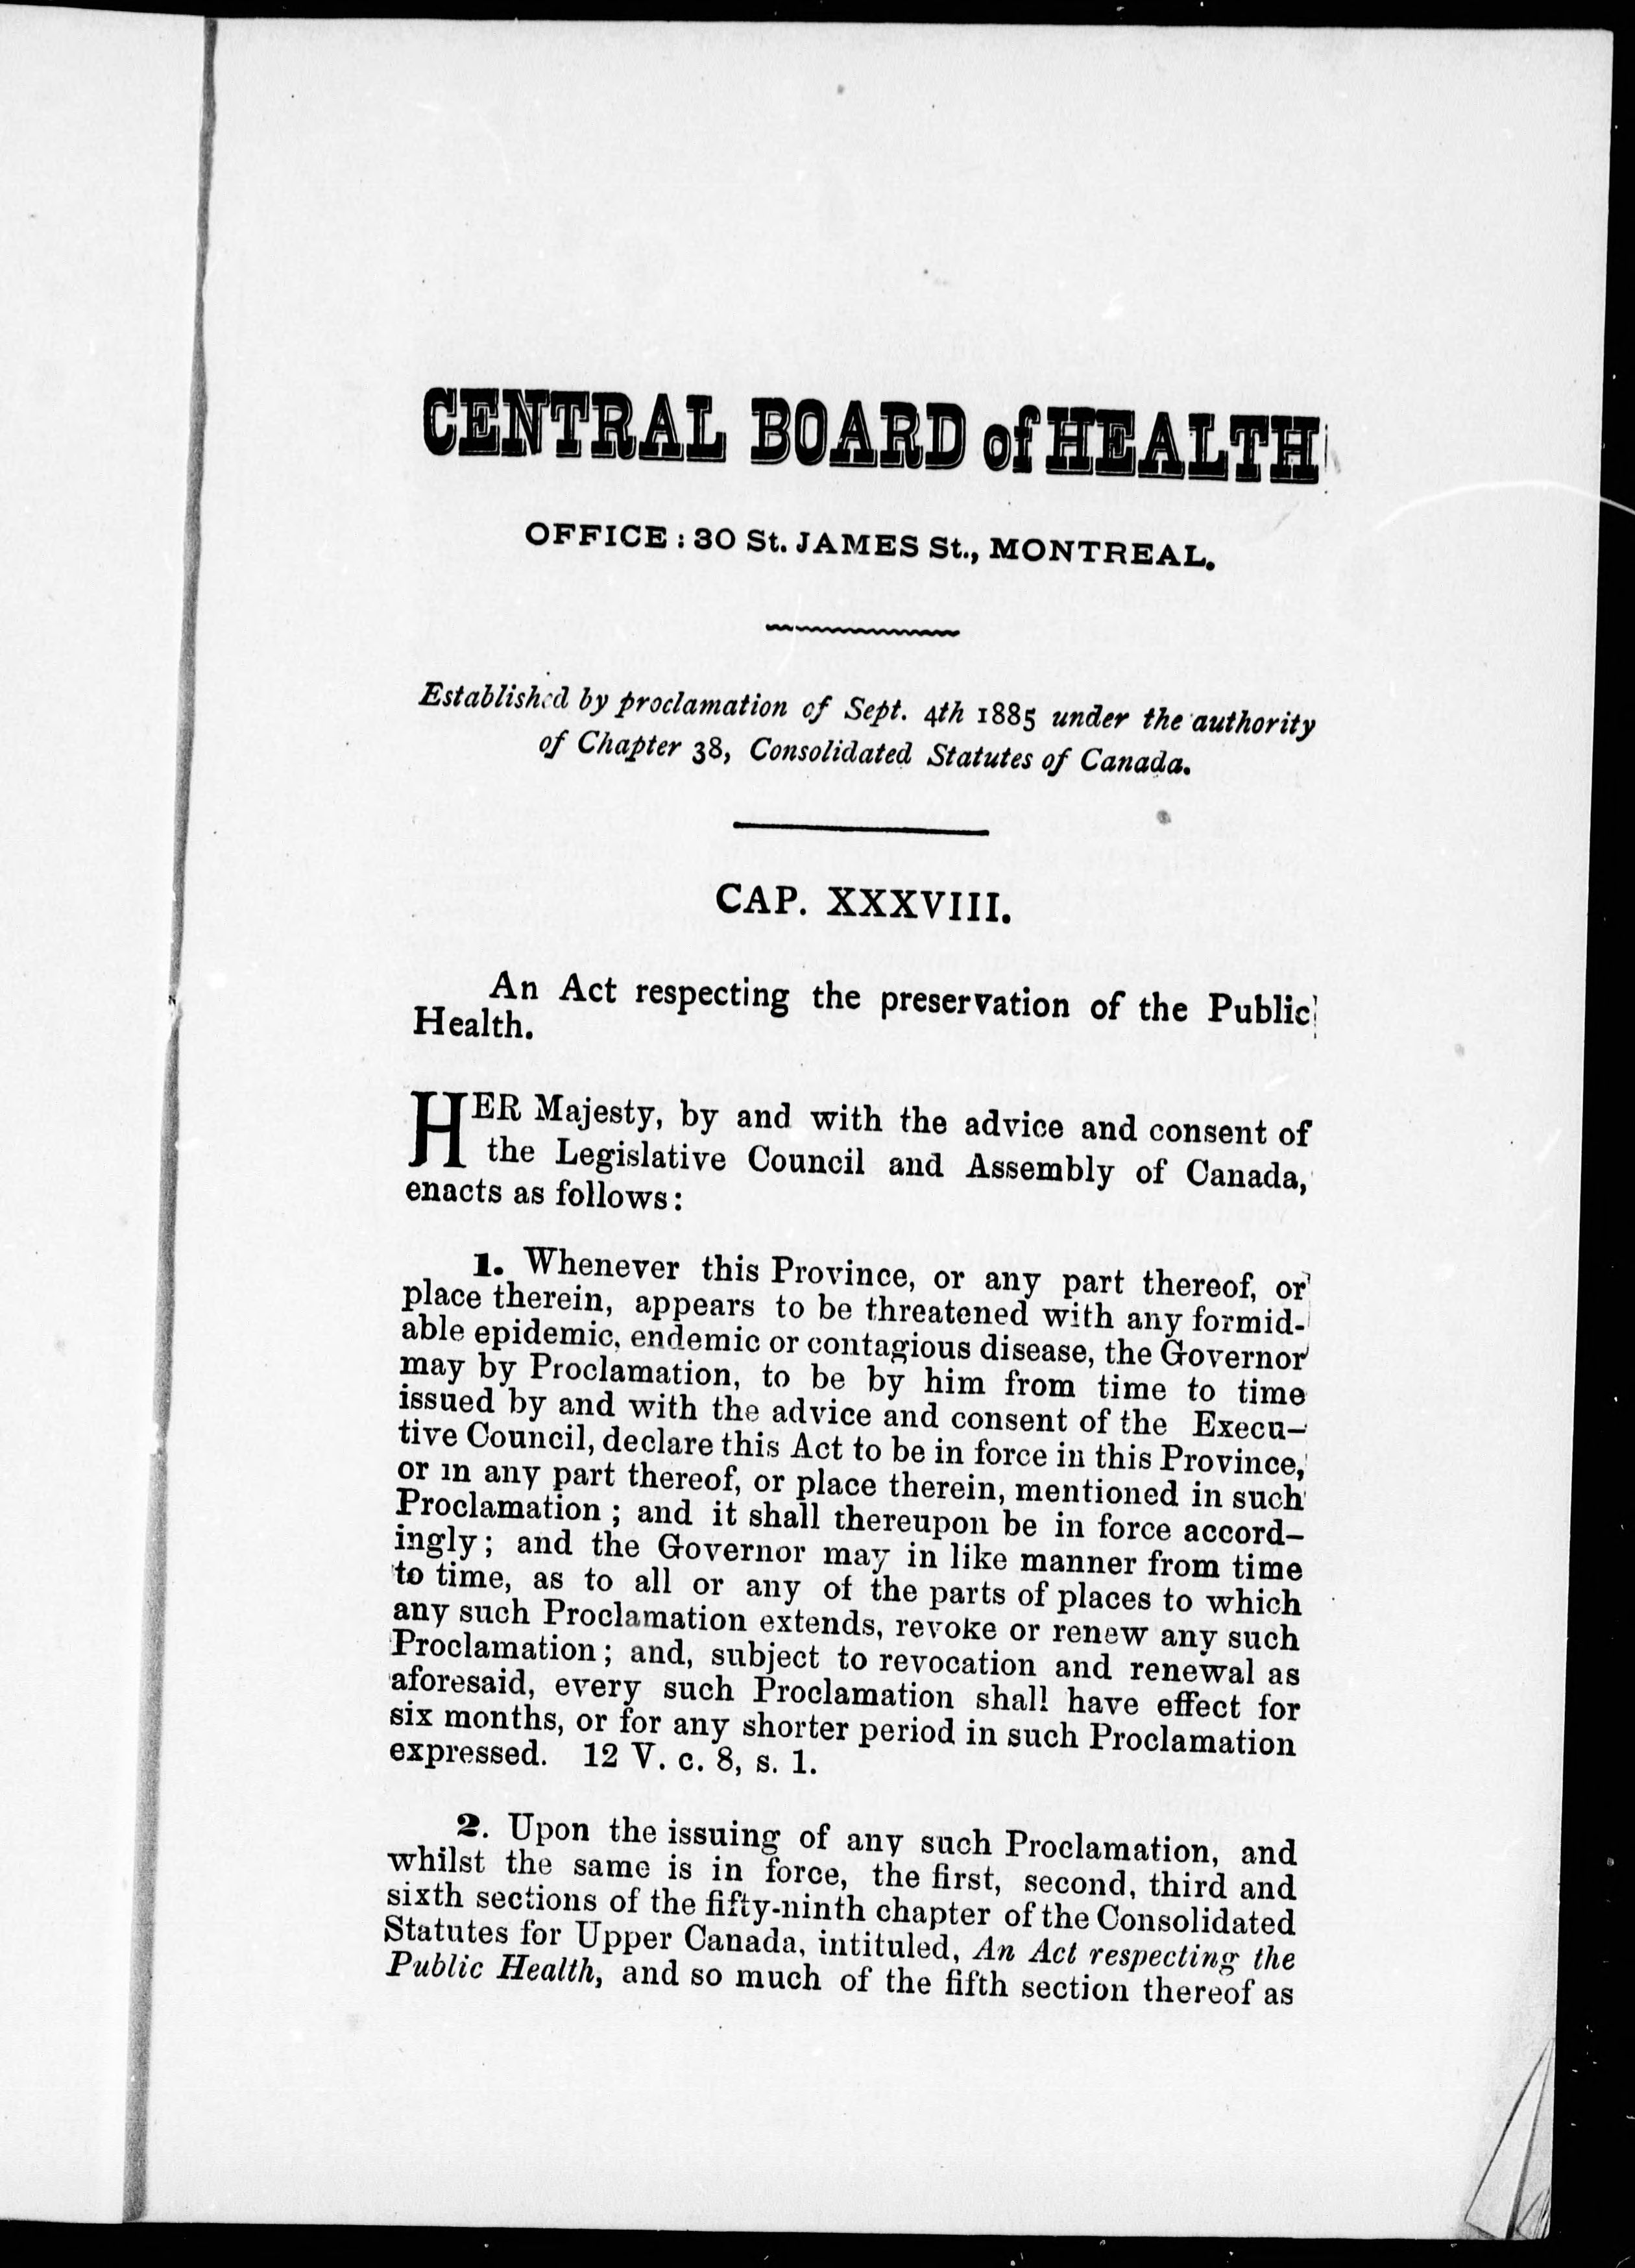 CENTRAL BOARD of HEALTH
OFFICE : 30 St. JAMES St., MONTREAL.
Established by proclamation of Sept. 4th 1885 under the authority
of Chapter 38, Consolidated Statutes of Canada.
CAP. XXXVIII.
An Act respecting the preservation of the Public
Health.
HER Majesty, by and with the advice and consent of
the Legislative Council and Assembly of Canada,
enacts as follows:
1. Whenever this Province, or any part thereof, or
place therein, appears to be threatened with any formid-
able epidemic, endemic or contagious disease, the Governor
may by Proclamation, to be by him from time to time
issued by and with the advice and consent of the Execu-
tive Council, declare this Act to be in force in this Province,
or in any part thereof, or place therein, mentioned in such
Proclamation ; and it shall thereupon be in force accord-
ingly; and the Governor may in like manner from time
to time, as to all or any of the parts of places to which
any such Proclamation extends, revoke or renew any such
Proclamation; and, subject to revocation and renewal as
aforesaid, every such Proclamation shall have effect for
six months, or for any shorter period in such Proclamation
expressed. 12 V. c. 8, s. 1.
2. Upon the issuing of any such Proclamation, and
whilst the same is in force, the first, second, third and
sixth sections of the fifty-ninth chapter of the Consolidated
Statutes for Upper Canada, intituled, An Act respecting the
Public Health, and so much of the fifth section thereof as